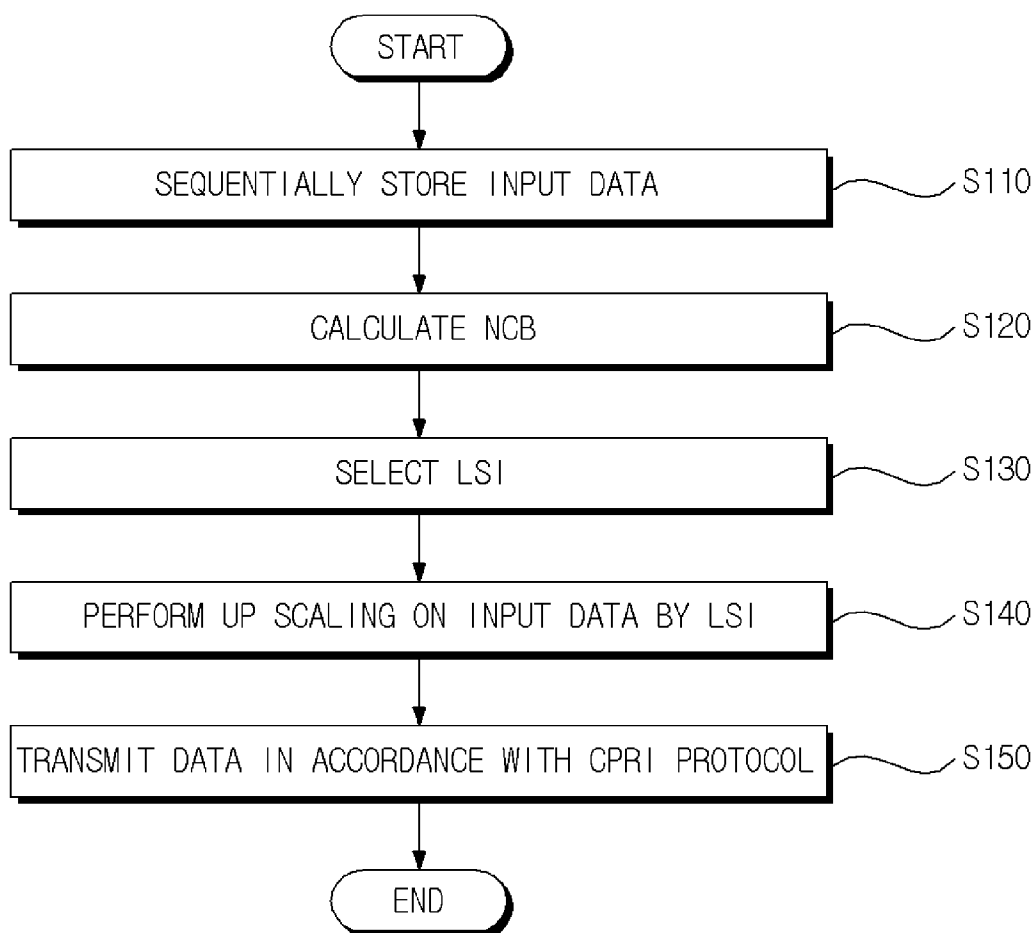 START
SEQUENTIALLY STORE INPUT DATA
S110
CALCULATE NCB
S120
SELECT LSI
S130
PERFORM UP SCALING ON INPUT DATA BY LSI
S140
TRANSMIT DATA IN ACCORDANCE WITH CPRI PROTOCOL
S150
END